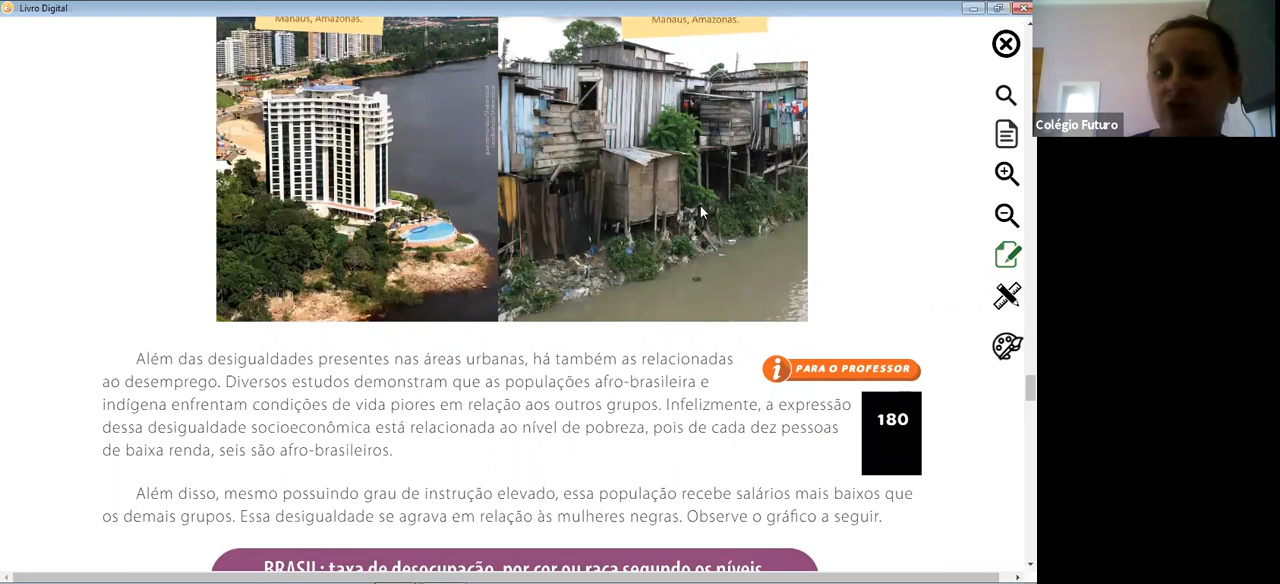 Livro Digital
Manaus, Amazonas.
Manaus, Amazonas.
Colégio Futuro
Além das desigualdades presentes nas áreas urbanas, há também as relacionadas
ao desemprego. Diversos estudos demonstram que as populações afro-brasileira e
indígena enfrentam condições de vida piores em relação aos outros grupos. Infelizmente, a expressão
dessa desigualdade socioeconômica está relacionada ao nível de pobreza, pois de cada dez pessoas
de baixa renda, seis são afro-brasileiros.
PARA O PROFESSOR
180
Além disso, mesmo possuindo grau de instrução elevado, essa população recebe salários mais baixos que
os demais grupos. Essa desigualdade se agrava em relação às mulheres negras. Observe o gráfico a seguir.
BRASIL: taxa de desocupação, por cor ou raça segundo os níveis